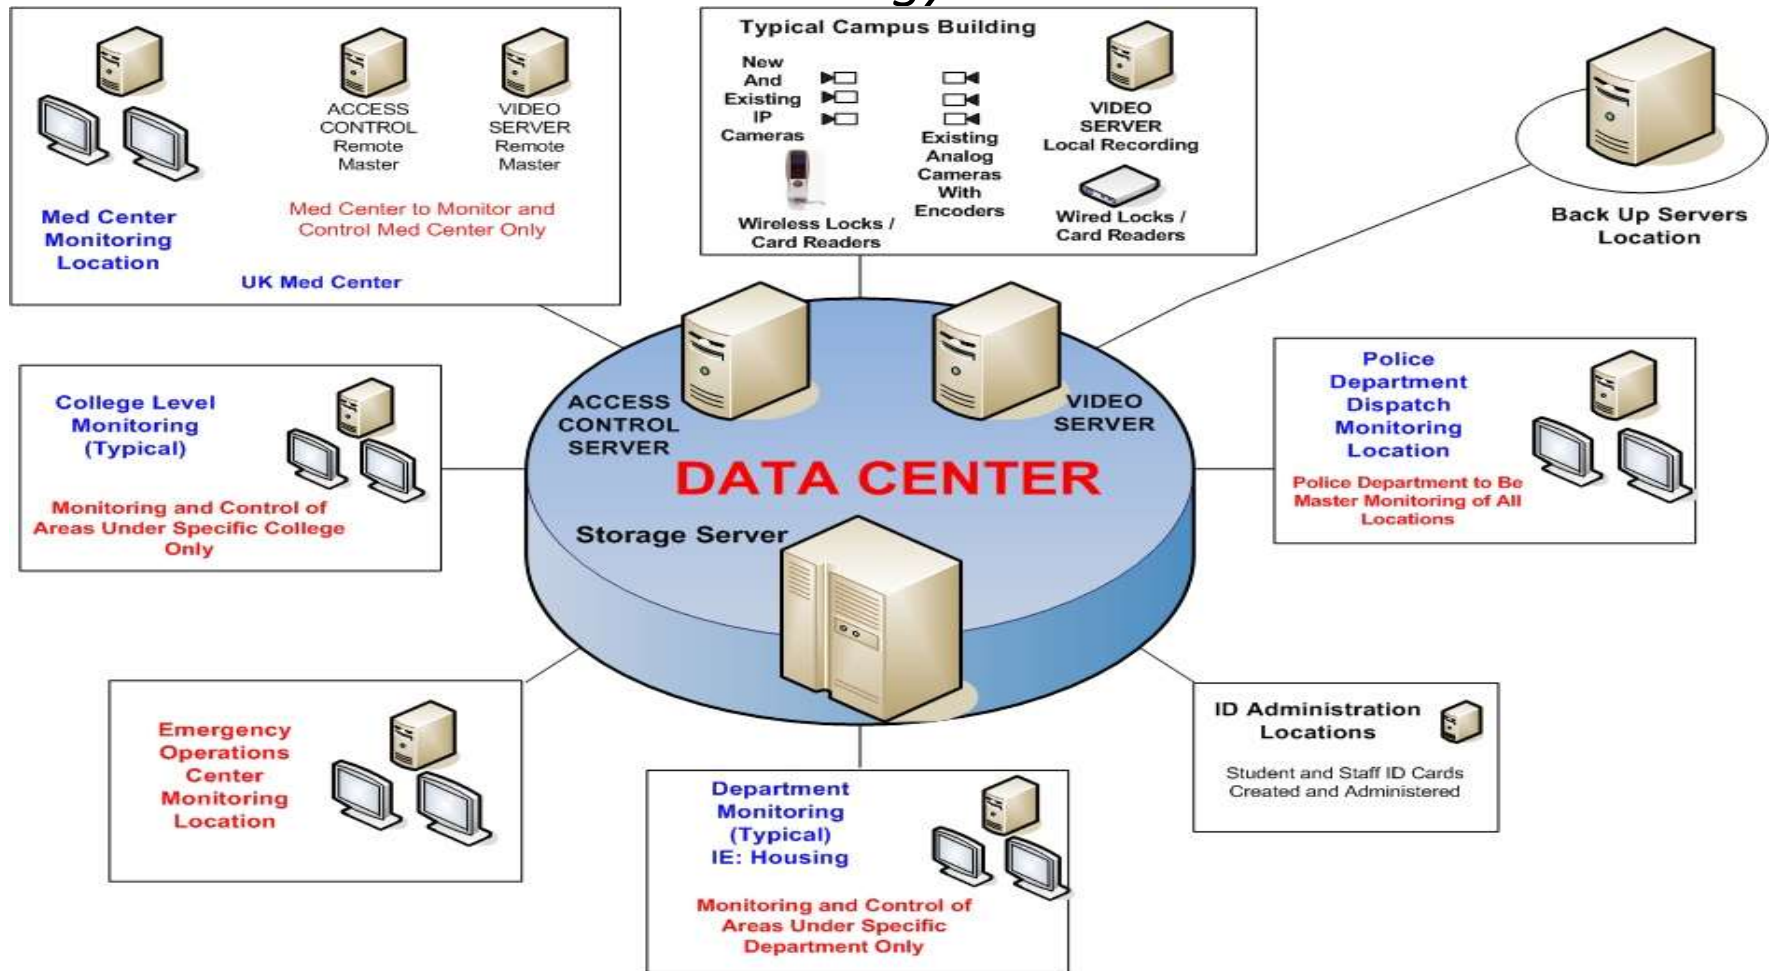 Med Center
Monitoring
Location
ACCESS
CONTROL
Remote
Master
VIDEO
SERVER
Remote
Master
Med Center to Monitor and
Control Med Center Only
UK Med Center
Typical Campus Building
New
And
Existing
IP
Cameras
Existing
Analog
Cameras
With
Encoders
VIDEO
SERVER
Local Recording
Wireless Locks /
Card Readers
Wired Locks /
Card Readers
Back Up Servers
Location
College Level
Monitoring
(Typical)
Monitoring and Control of
Areas Under Specific College
Only
ACCESS
CONTROL
SERVER
VIDEO
SERVER
DATA CENTER
Storage Server
Police
Department
Dispatch
Monitoring
Location
Police Department to Be
Master Monitoring of All
Locations
Emergency
Operations
Center
Monitoring
Location
Department
Monitoring
(Typical)
IE: Housing
Monitoring and Control of
Areas Under Specific
Department Only
ID Administration
Locations
Student and Staff ID Cards
Created and Administered